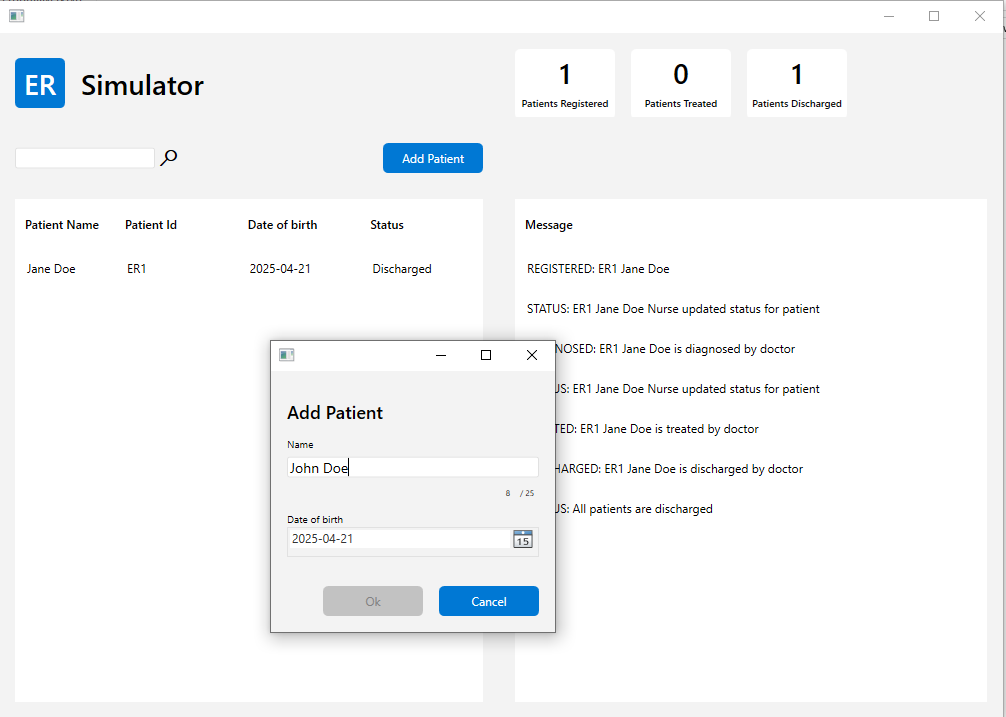 ER Simulator
1
Patients Registered
0
Patients Treated
1
Patients Discharged
Add Patient
Patient Name Patient Id Date of birth Status
Jane Doe ER1 2025-04-21 Discharged
Message
REGISTERED: ER1 Jane Doe
STATUS: ER1 Jane Doe Nurse updated status for patient
NOSED: ER1 Jane Doe is diagnosed by doctor
US: ER1 Jane Doe Nurse updated status for patient
TED: ER1 Jane Doe is treated by doctor
HARGED: ER1 Jane Doe is discharged by doctor
US: All patients are discharged
Add Patient
Name
John Doe
8 / 25
Date of birth
2025-04-21
15
Ok Cancel